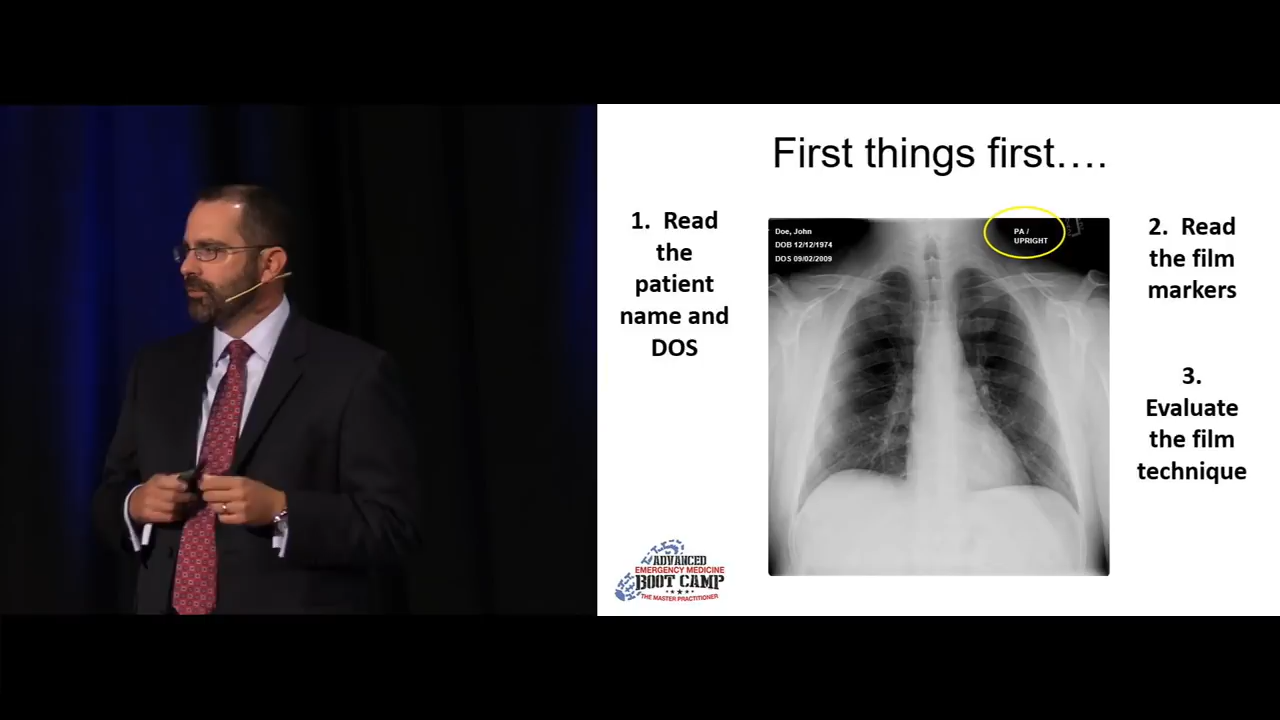 First things first….
1. Read
the
patient
name and
DOS
Doe, John
DOB 12/12/1974
DOS 09/02/2009
PA /
UPRIGHT
2. Read
the film
markers
3.
Evaluate
the film
technique
ADVANCED
EMERGENCY MEDICINE
BOOT CAMP
THE MASTER PRACTITIONER